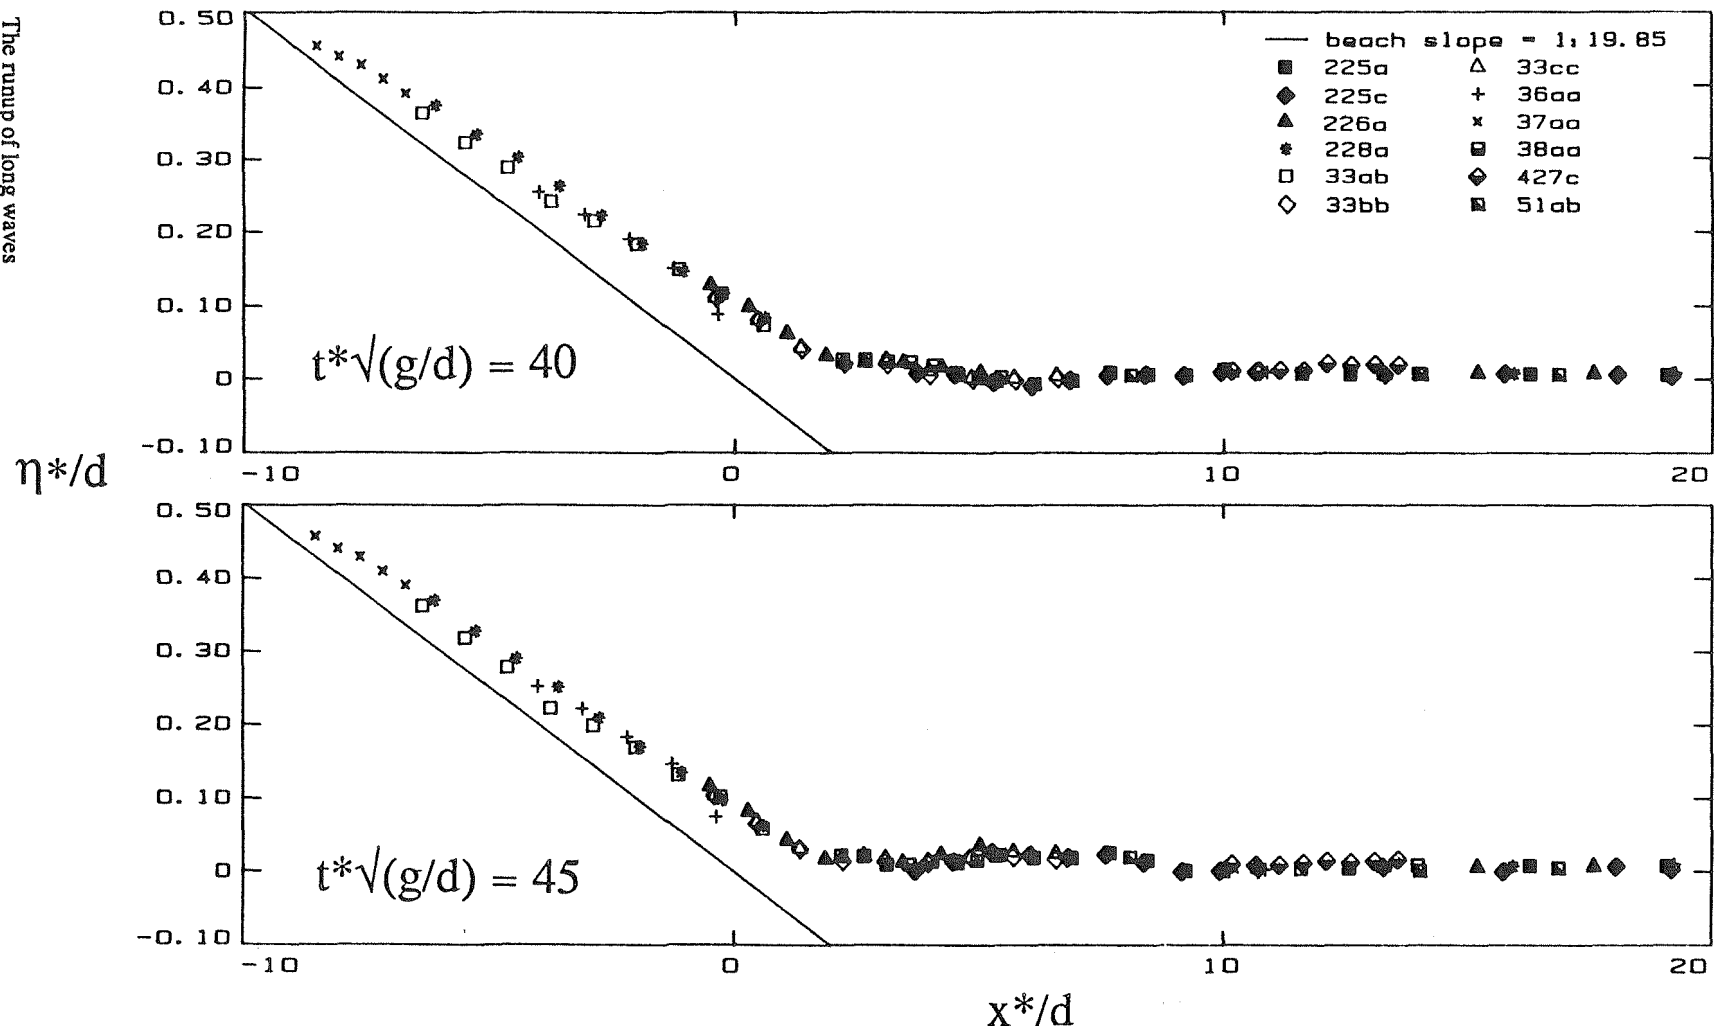 The runup of long waves
0. 50
0. 40
0. 30
0. 20
0. 10
0
-0. 10
beach slope - 1: 19.85
225a
225c
226a
228a
33ab
33bb
33cc
36aa
37aa
38aa
427c
51ab
t*√(g/d) = 40
-10
0
10
20
η*/d
0. 50
0. 40
0. 30
0. 20
0. 10
0
-0. 10
t*√(g/d) = 45
-10
0
10
20
x*/d